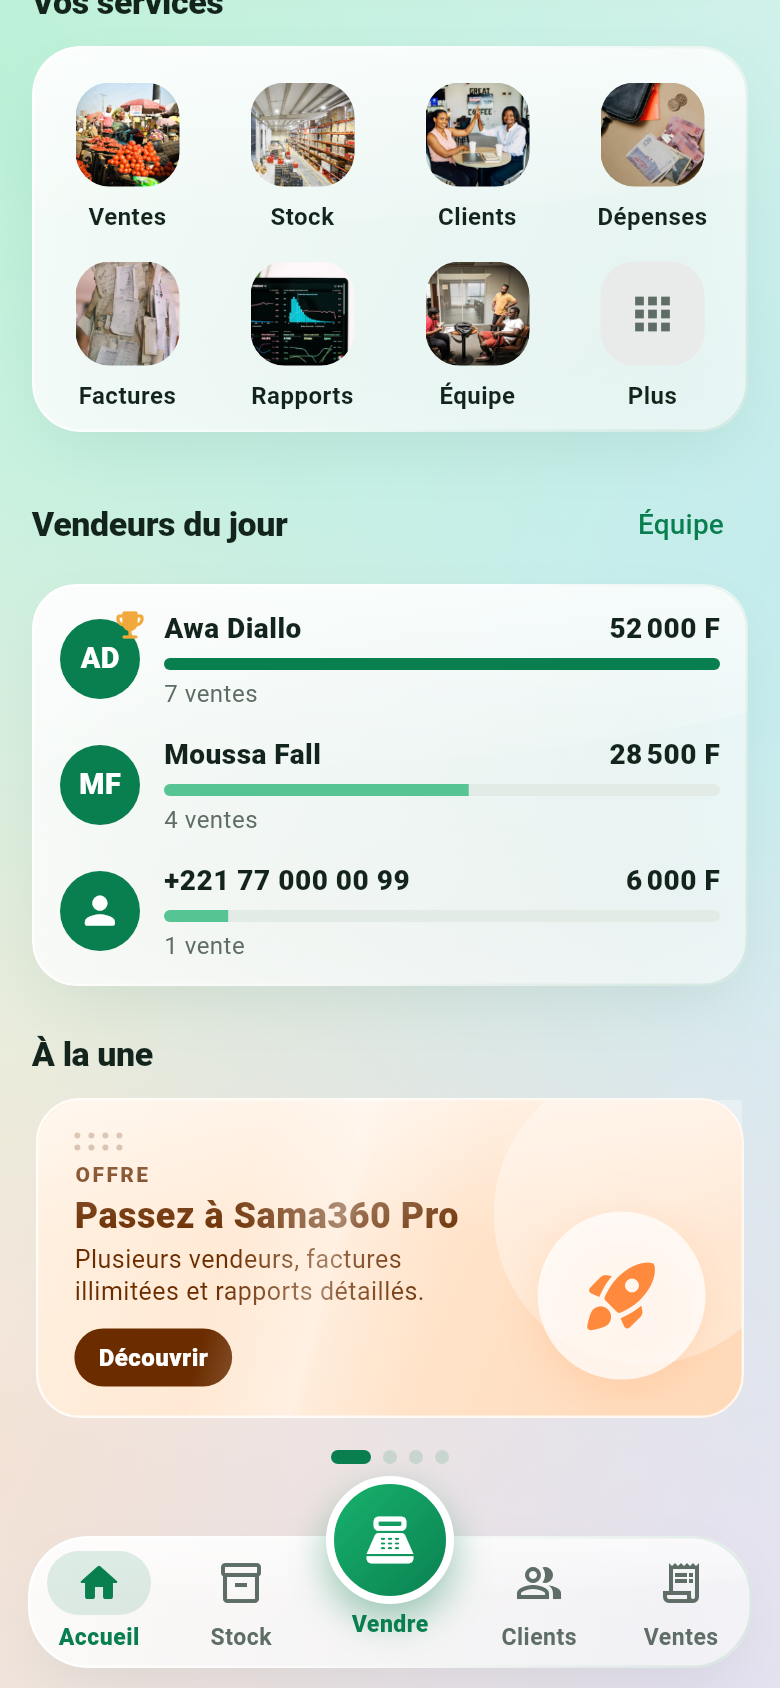 Vos services
GREAT
COFFEE
Ventes
Stock
Clients
Dépenses
Factures
Rapports
Équipe
Plus
Vendeurs du jour
Équipe
AD
Awa Diallo
52 000 F
7 ventes
MF
Moussa Fall
28 500 F
4 ventes
+221 77 000 00 99
6 000 F
1 vente
À la une
OFFRE
Passez à Sama360 Pro
Plusieurs vendeurs, factures
illimitées et rapports détaillés.
Découvrir
Accueil
Stock
Vendre
Clients
Ventes